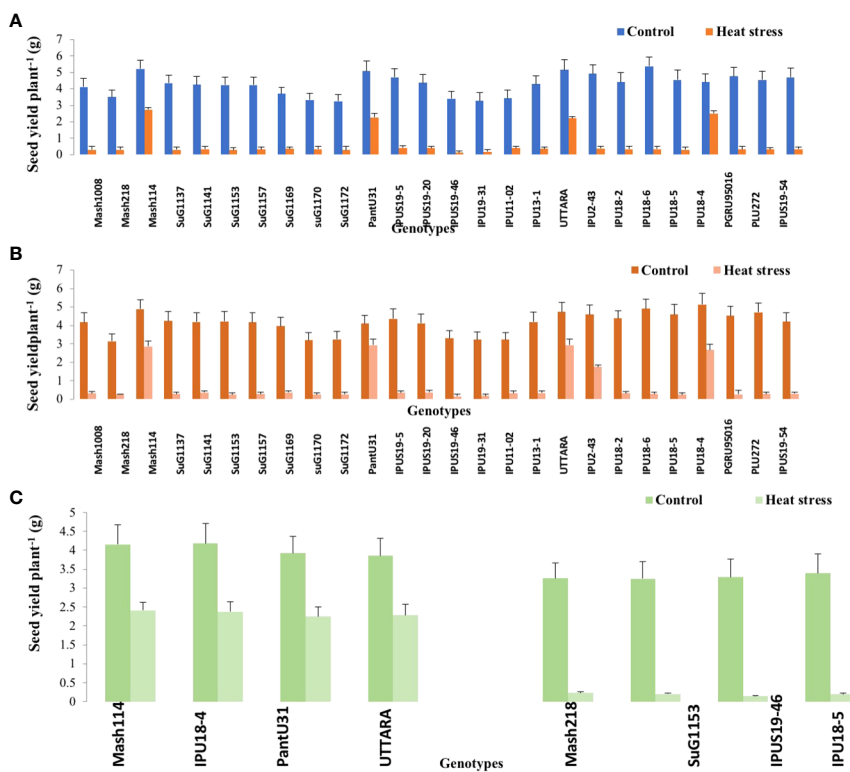 A
Control
Heat stress
Seed yield plant⁻¹ (g)
7
6
5
4
3
2
1
0
Mash1008
Mash218
Mash114
SuG1137
SuG1141
SuG1153
SuG1157
SuG1169
suG1170
SuG1172
PantU31
IPUS19-5
IPUS19-20
IPUS19-46
IPU19-31
IPU11-02
IPU13-1
UTTARA
IPU2-43
IPU18-2
IPU18-6
IPU18-5
IPU18-4
PGRU95016
PLU272
IPUS19-54
Genotypes
B
Control
Heat stress
Seed yieldplant⁻¹ (g)
7
6
5
4
3
2
1
0
Genotypes
Mash1008
Mash218
Mash114
SuG1137
SuG1141
SuG1153
SuG1157
SuG1169
suG1170
SuG1172
PantU31
IPUS19-5
IPUS19-20
IPUS19-46
IPU19-31
IPU11-02
IPU13-1
UTTARA
IPU2-43
IPU18-2
IPU18-6
IPU18-5
IPU18-4
PGRU95016
PLU272
IPUS19-54
C
Control
Heat stress
Seed yield plant⁻¹ (g)
5
4.5
4
3.5
3
2.5
2
1.5
1
0.5
0
Mash114
IPU18-4
PantU31
UTTARA
Mash218
SuG1153
IPUS19-46
IPU18-5
Genotypes